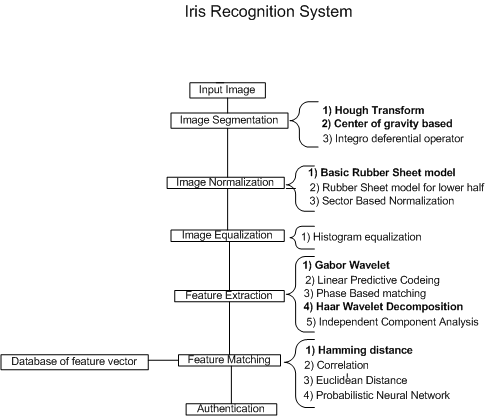 Iris Recognition System
Input Image
Image Segmentation
1) Hough Transform
2) Center of gravity based
3) Integro deferential operator
Image Normalization
1) Basic Rubber Sheet model
2) Rubber Sheet model for lower half
3) Sector Based Normalization
Image Equalization
1) Histogram equalization
Feature Extraction
1) Gabor Wavelet
2) Linear Predictive Codeing
3) Phase Based matching
4) Haar Wavelet Decomposition
5) Independent Component Analysis
Database of feature vector
Feature Matching
1) Hamming distance
2) Correlation
3) Euclidean Distance
4) Probabilistic Neural Network
Authentication